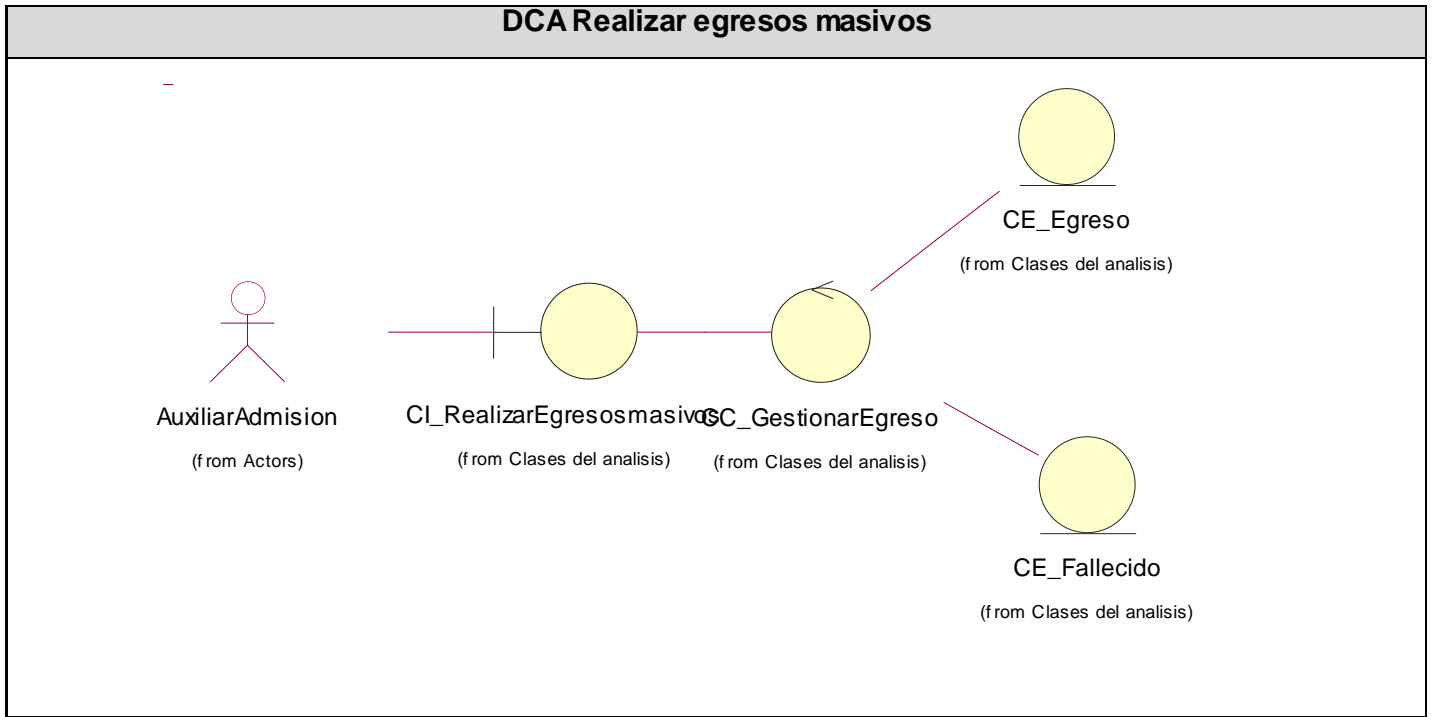 DCA Realizar egresos masivos
CE_Egreso
(from Clases del analisis)
AuxiliarAdmision
(from Actors)
CI_RealizarEgresosmasivos
(from Clases del analisis)
CC_GestionarEgreso
(from Clases del analisis)
CE_Fallecido
(from Clases del analisis)